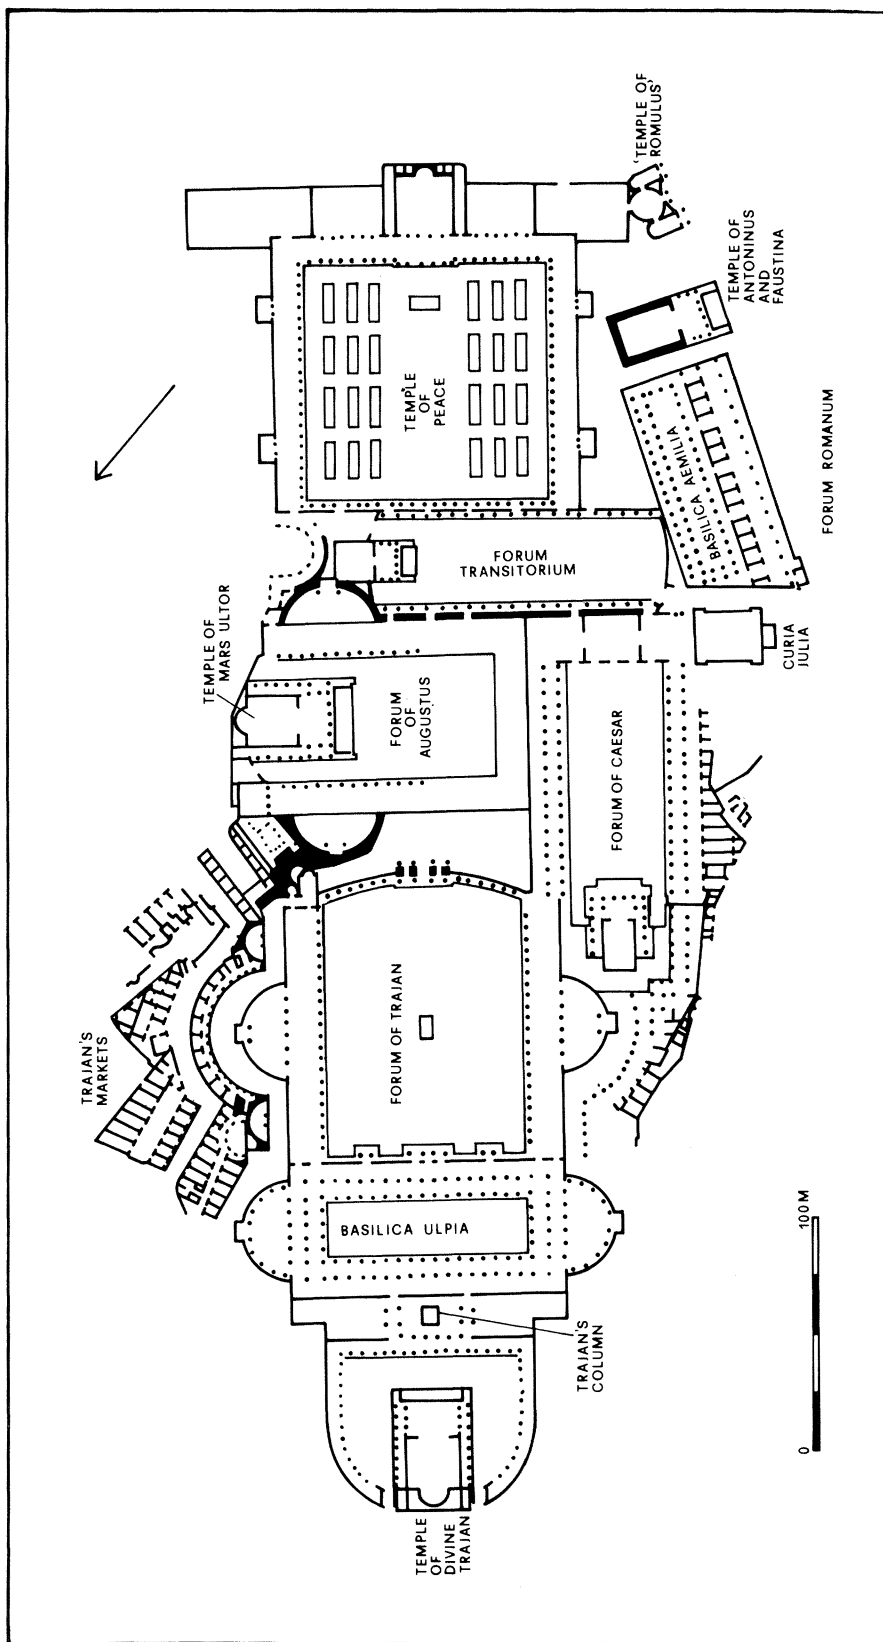 'TEMPLE OF
ROMULUS'
TEMPLE OF
ANTONINUS
AND
FAUSTINA
TEMPLE
OF
PEACE
BASILICA AEMILIA
FORUM ROMANUM
FORUM
TRANSITORIUM
TEMPLE OF
MARS ULTOR
FORUM
OF
AUGUSTUS
CURIA
JULIA
FORUM OF CAESAR
FORUM OF TRAJAN
TRAJAN'S
MARKETS
BASILICA ULPIA
TRAJAN'S
COLUMN
TEMPLE
OF
DIVINE
TRAJAN
0 100M